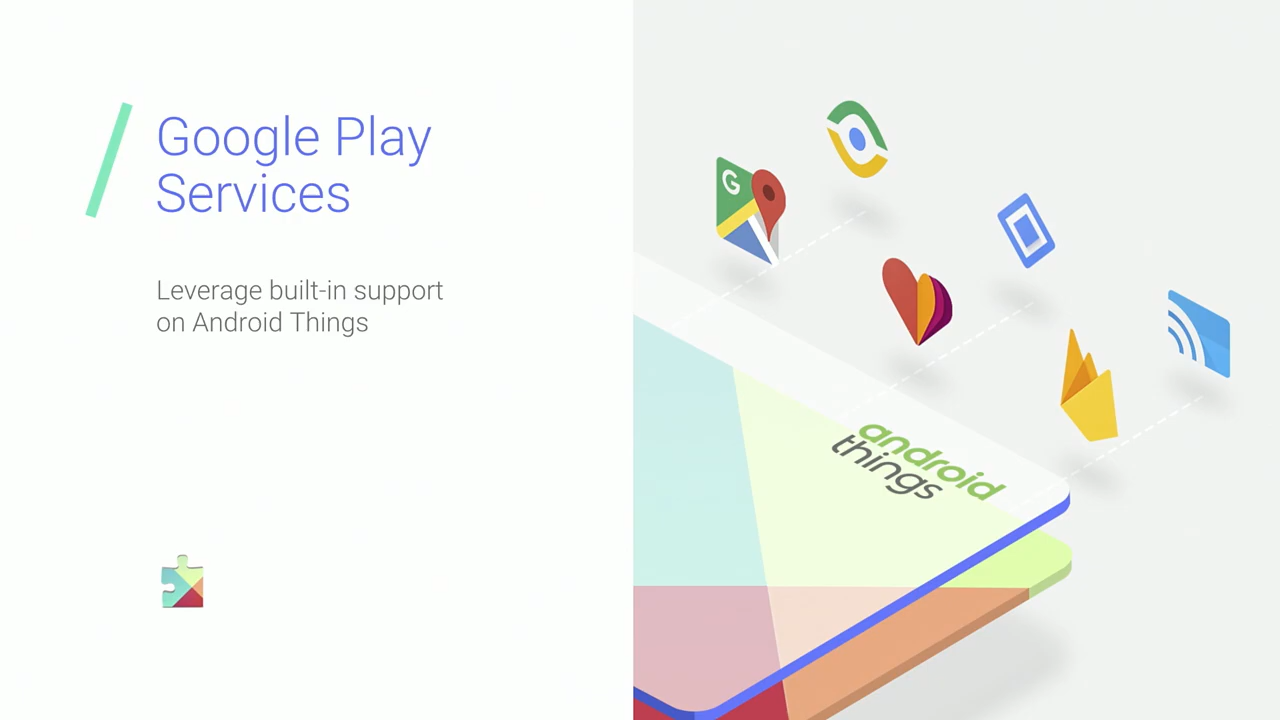 Google Play
Services
Leverage built-in support
on Android Things
G
android
things